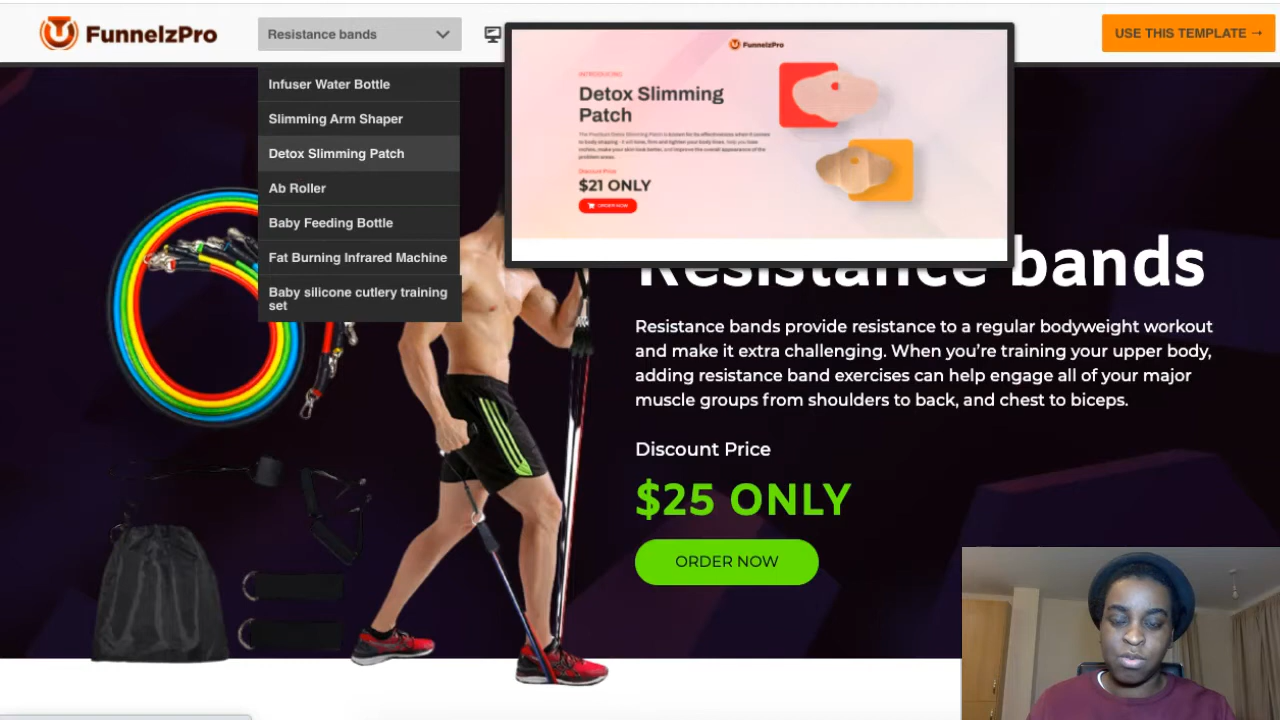 FunnelzPro
Resistance bands
USE THIS TEMPLATE →
Infuser Water Bottle
Slimming Arm Shaper
Detox Slimming Patch
Ab Roller
Baby Feeding Bottle
Fat Burning Infrared Machine
Baby silicone cutlery training
set
FunnelzPro
INTRODUCING
Detox Slimming
Patch
The Premium Detox Slimming Patch is known for its effectiveness when it comes
to body shaping - it will tone, firm and tighten your body lines, help you lose
inches, make your skin look better, and improve the overall appearance of the
problem areas.
Discount Price
$21 ONLY
ORDER NOW
Resistance bands
Resistance bands provide resistance to a regular bodyweight workout
and make it extra challenging. When you’re training your upper body,
adding resistance band exercises can help engage all of your major
muscle groups from shoulders to back, and chest to biceps.
Discount Price
$25 ONLY
ORDER NOW